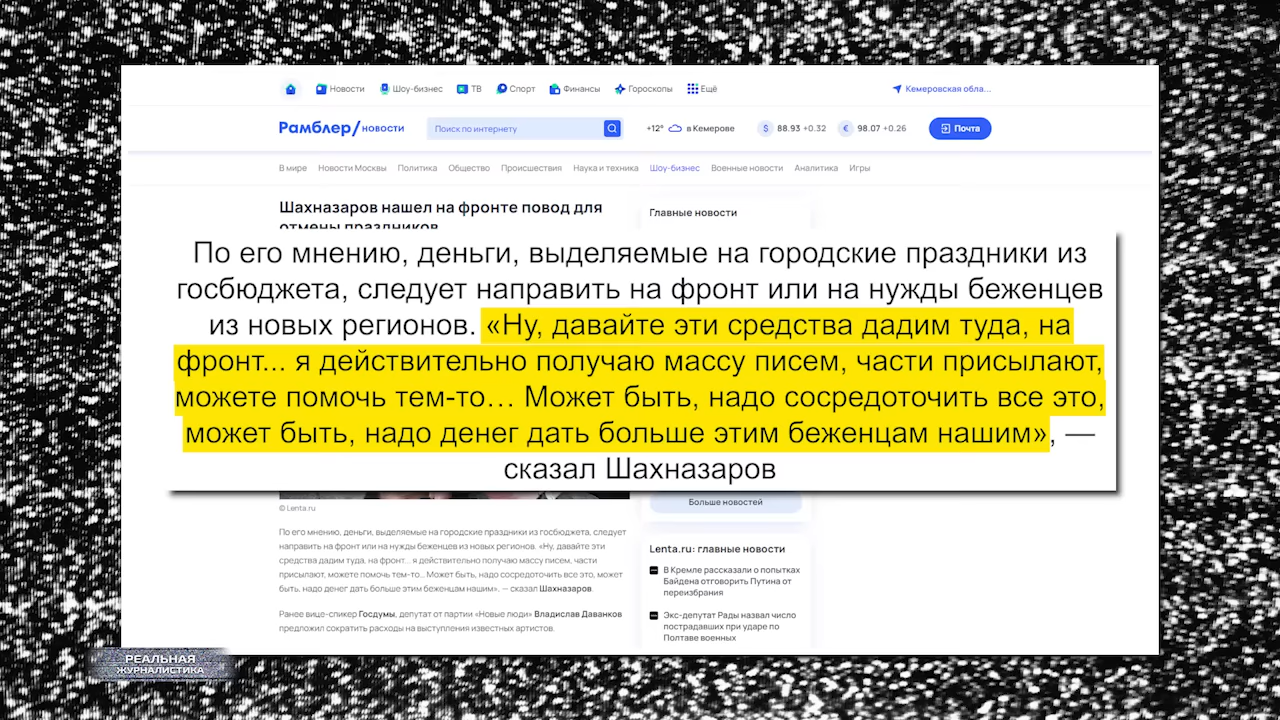 Новости Шоу-бизнес ТВ Спорт Финансы Гороскопы Ещё Кемеровская обла...
Рамблер/новости Поиск по интернету +12° в Кемерове $ 88.93 +0.32 € 98.07 +0.26 Почта
В мире Новости Москвы Политика Общество Происшествия Наука и техника Шоу-бизнес Военные новости Аналитика Игры
Шахназаров нашел на фронте повод для
отмены праздников
Главные новости
По его мнению, деньги, выделяемые на городские праздники из
госбюджета, следует направить на фронт или на нужды беженцев
из новых регионов. «Ну, давайте эти средства дадим туда, на
фронт... я действительно получаю массу писем, части присылают,
можете помочь тем-то… Может быть, надо сосредоточить все это,
может быть, надо денег дать больше этим беженцам нашим», —
сказал Шахназаров
© Lenta.ru
По его мнению, деньги, выделяемые на городские праздники из госбюджета, следует
направить на фронт или на нужды беженцев из новых регионов. «Ну, давайте эти
средства дадим туда, на фронт... я действительно получаю массу писем, части
присылают, можете помочь тем-то... Может быть, надо сосредоточить все это, может
быть, надо денег дать больше этим беженцам нашим», — сказал Шахназаров.
Ранее вице-спикер Госдумы, депутат от партии «Новые люди» Владислав Даванков
предложил сократить расходы на выступления известных артистов.
Больше новостей
Lenta.ru: главные новости
В Кремле рассказали о попытках
Байдена отговорить Путина от
переизбрания
Экс-депутат Рады назвал число
пострадавших при ударе по
Полтаве военных
РЕАЛЬНАЯ
ЖУРНАЛИСТИКА